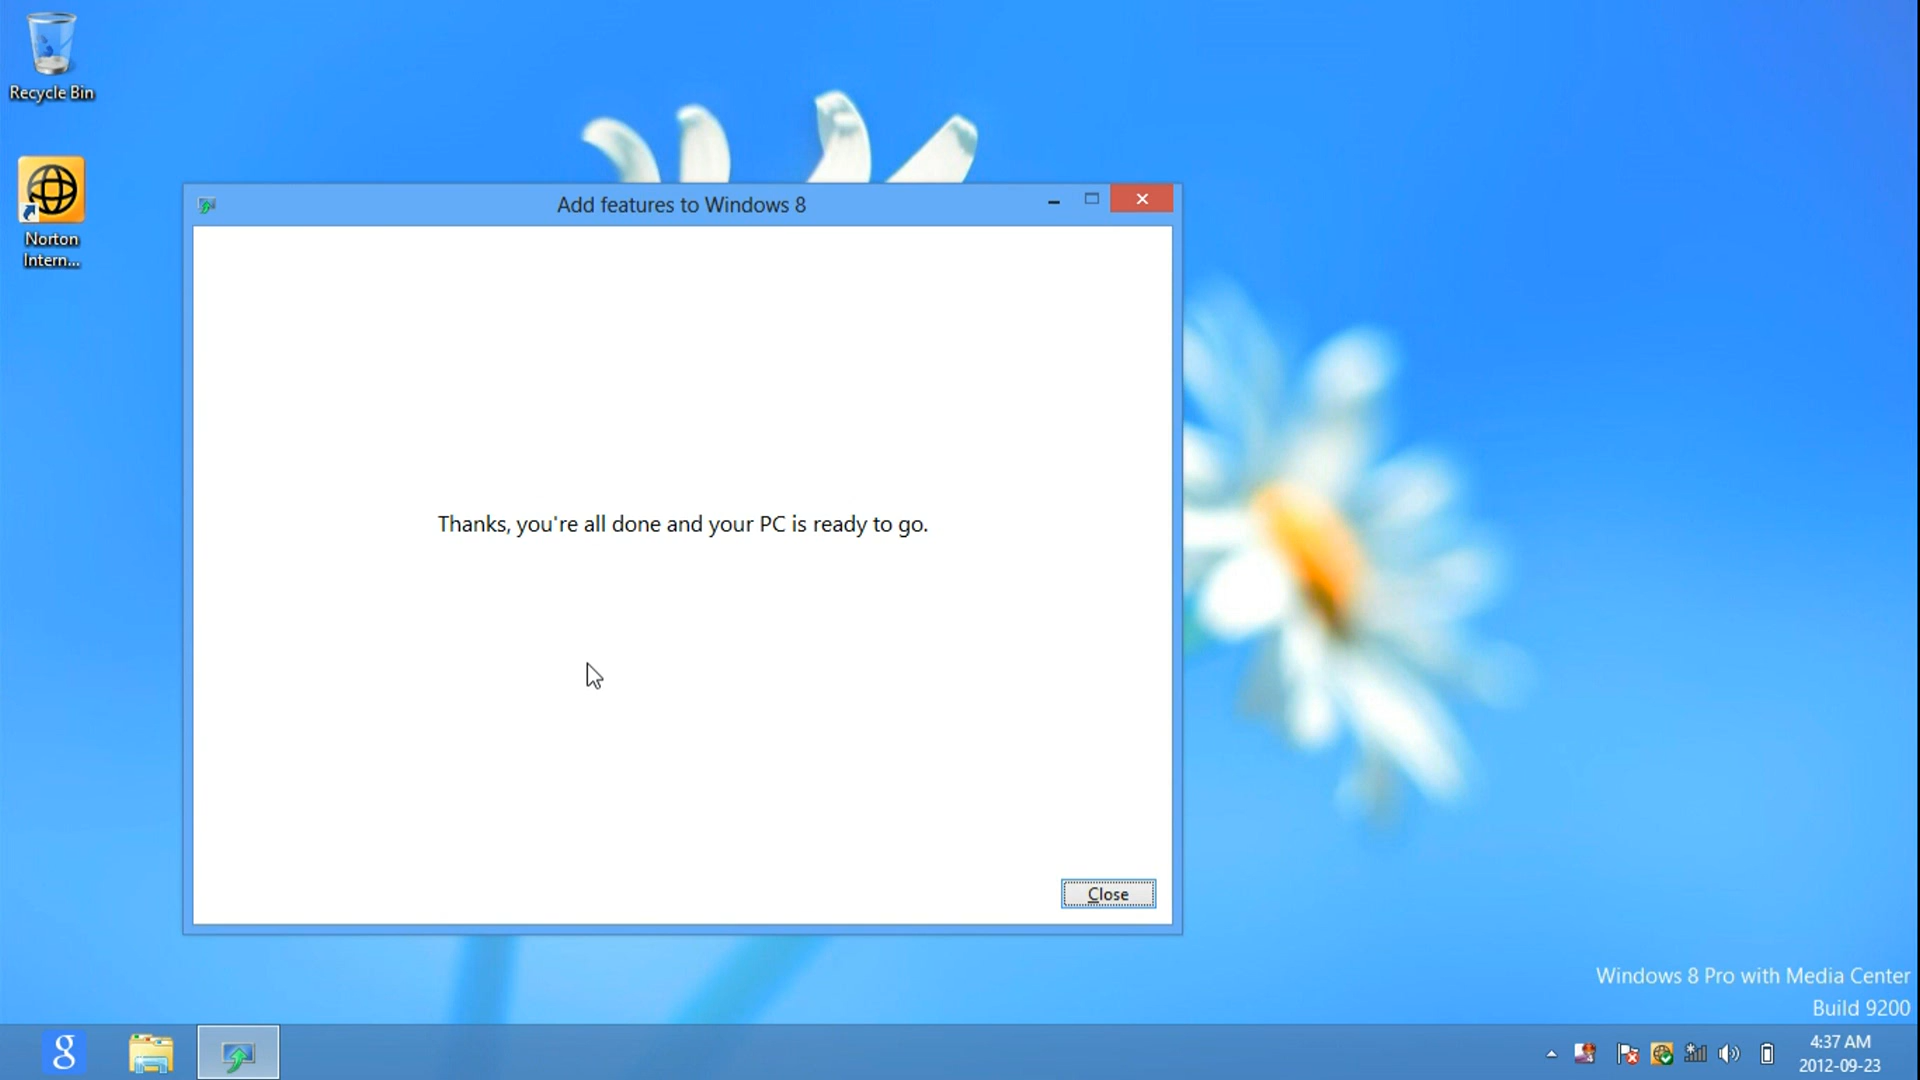 Recycle Bin
Norton
Intern...
Add features to Windows 8
Thanks, you're all done and your PC is ready to go.
Close
Windows 8 Pro with Media Center
Build 9200
g
4:37 AM
2012-09-23